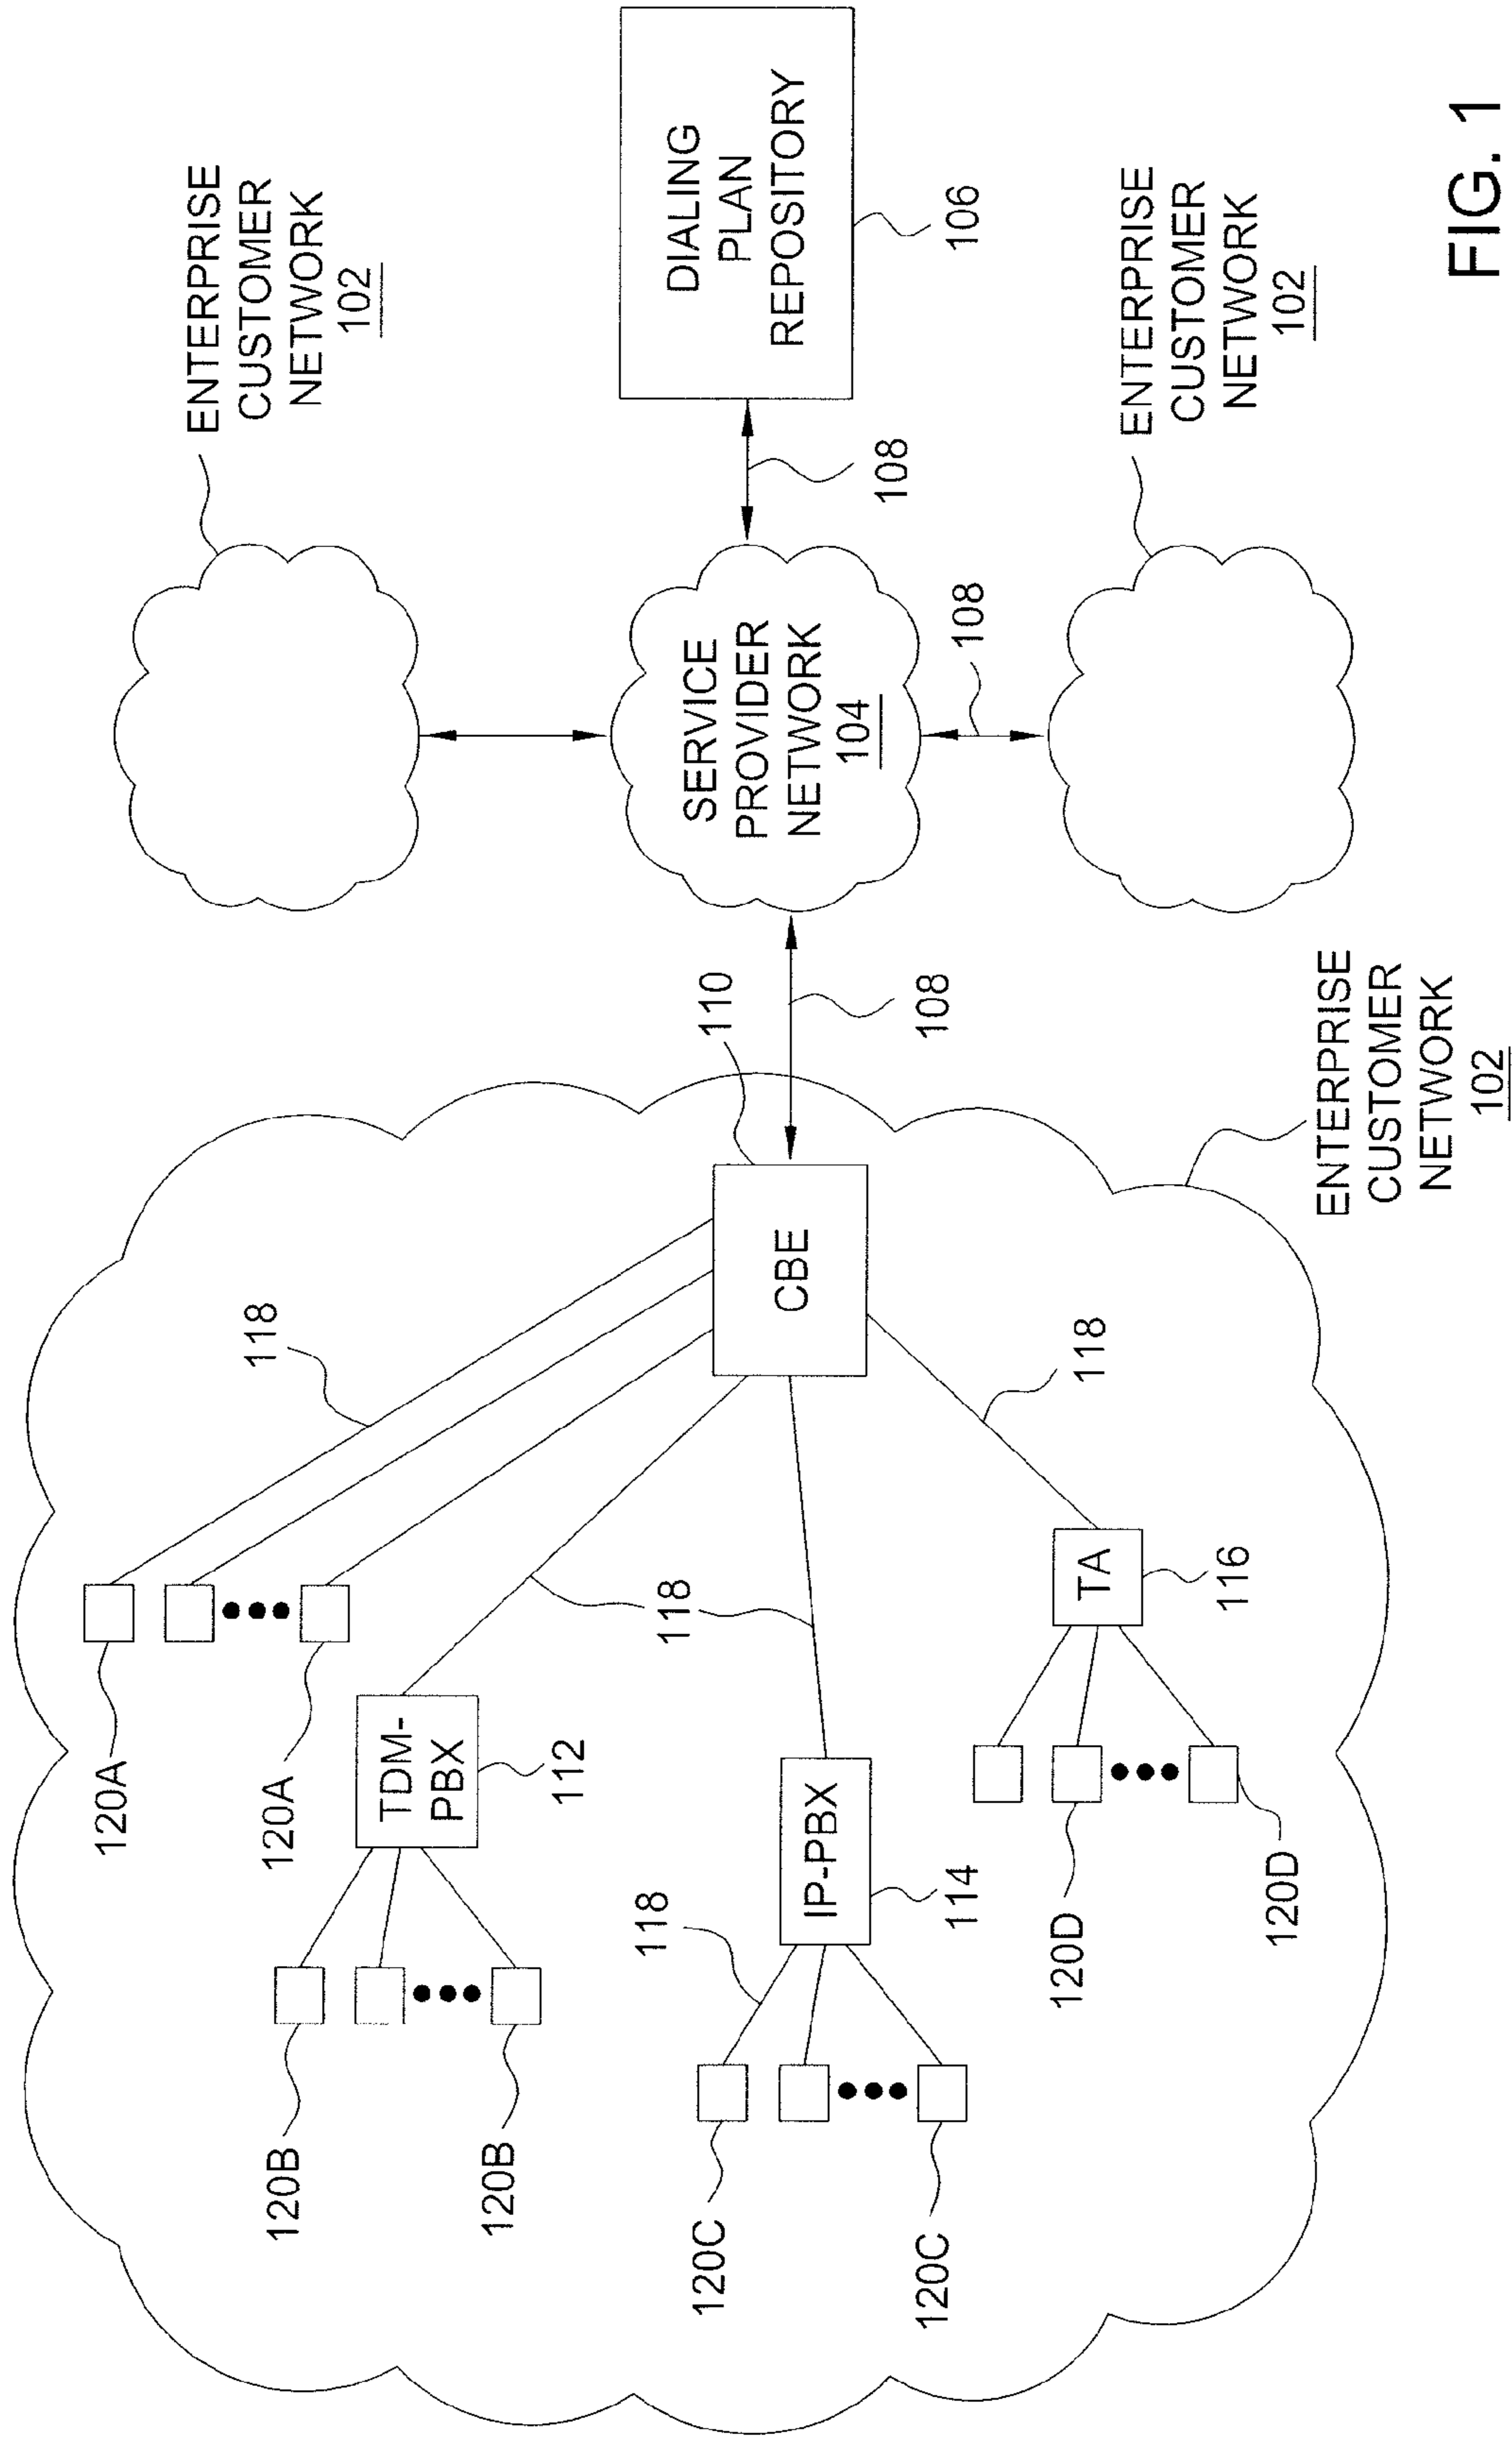 120A
120A
118
120B
120B
TDM-
PBX
112
118
118
120C
120C
IP-PBX
114
TA
116
118
120D
120D
CBE
110
108
ENTERPRISE
CUSTOMER
NETWORK
102
SERVICE
PROVIDER
NETWORK
104
108
108
ENTERPRISE
CUSTOMER
NETWORK
102
DIALING
PLAN
REPOSITORY
106
ENTERPRISE
CUSTOMER
NETWORK
102
FIG. 1